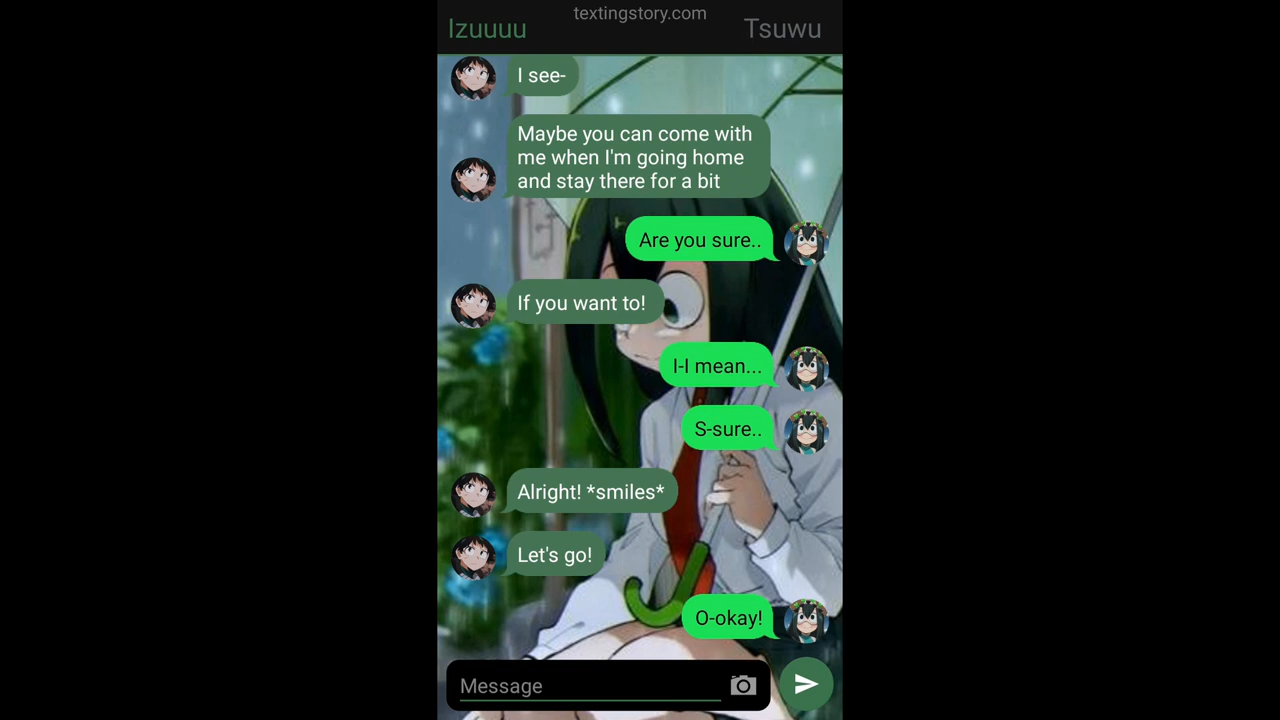 textingstory.com
Izuuuu
Tsuwu
I see-
Maybe you can come with
me when I'm going home
and stay there for a bit
Are you sure..
If you want to!
I-I mean...
S-sure..
Alright! *smiles*
Let's go!
O-okay!
Message